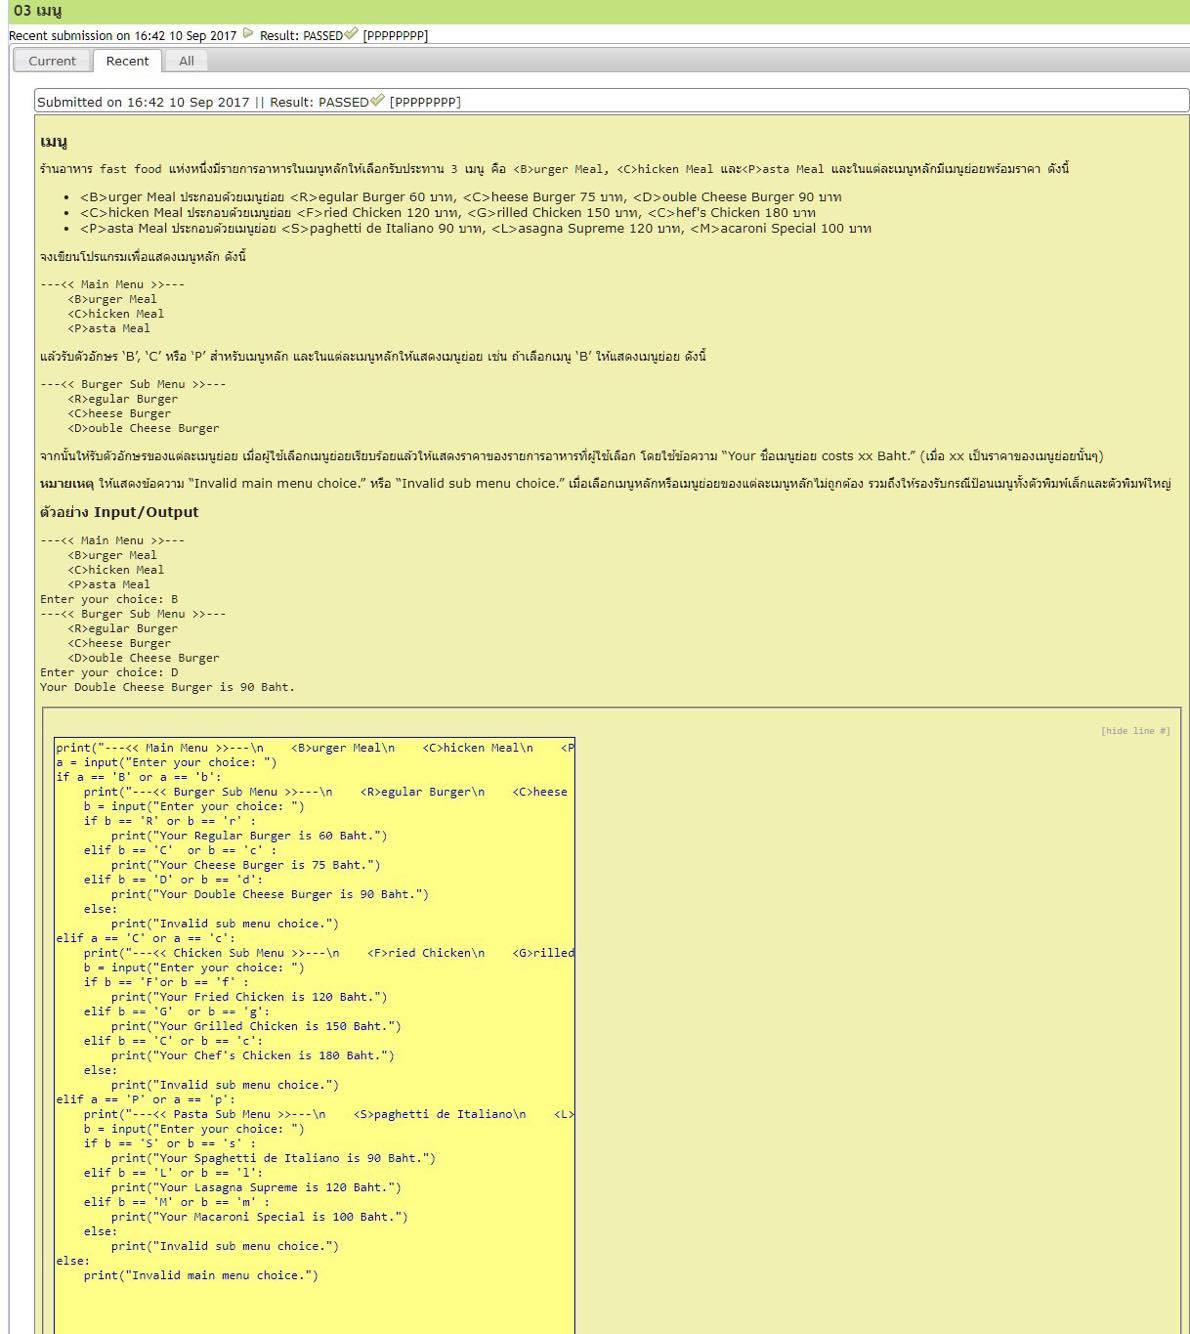 03 เมนู
Recent submission on 16:42 10 Sep 2017 Result: PASSED [PPPPPPPP]
Current Recent All
Submitted on 16:42 10 Sep 2017 || Result: PASSED [PPPPPPPP]
เมนู
ร้านอาหาร fast food แห่งหนึ่งมีรายการอาหารในเมนูหลักให้เลือกรับประทาน 3 เมนู คือ <B>urger Meal, <C>hicken Meal และ<P>asta Meal และในแต่ละเมนูหลักมีเมนูย่อยพร้อมราคา ดังนี้
• <B>urger Meal ประกอบด้วยเมนูย่อย <R>egular Burger 60 บาท, <C>heese Burger 75 บาท, <D>ouble Cheese Burger 90 บาท
• <C>hicken Meal ประกอบด้วยเมนูย่อย <F>ried Chicken 120 บาท, <G>rilled Chicken 150 บาท, <C>hef's Chicken 180 บาท
• <P>asta Meal ประกอบด้วยเมนูย่อย <S>paghetti de Italiano 90 บาท, <L>asagna Supreme 120 บาท, <M>acaroni Special 100 บาท
จงเขียนโปรแกรมเพื่อแสดงเมนูหลัก ดังนี้
---<< Main Menu >>---
    <B>urger Meal
    <C>hicken Meal
    <P>asta Meal
แล้วรับตัวอักษร ‘B’, ‘C’ หรือ ‘P’ สำหรับเมนูหลัก และในแต่ละเมนูหลักให้แสดงเมนูย่อย เช่น ถ้าเลือกเมนู ‘B’ ให้แสดงเมนูย่อย ดังนี้
---<< Burger Sub Menu >>---
    <R>egular Burger
    <C>heese Burger
    <D>ouble Cheese Burger
จากนั้นให้รับตัวอักษรของแต่ละเมนูย่อย เมื่อผู้ใช้เลือกเมนูย่อยเรียบร้อยแล้วให้แสดงราคาของรายการอาหารที่ผู้ใช้เลือก โดยใช้ข้อความ “Your ชื่อเมนูย่อย costs xx Baht.” (เมื่อ xx เป็นราคาของเมนูย่อยนั้นๆ)
หมายเหตุ ให้แสดงข้อความ “Invalid main menu choice.” หรือ “Invalid sub menu choice.” เมื่อเลือกเมนูหลักหรือเมนูย่อยของแต่ละเมนูหลักไม่ถูกต้อง รวมถึงให้รองรับกรณีป้อนเมนูทั้งตัวพิมพ์เล็กและตัวพิมพ์ใหญ่
ตัวอย่าง Input/Output
---<< Main Menu >>---
    <B>urger Meal
    <C>hicken Meal
    <P>asta Meal
Enter your choice: B
---<< Burger Sub Menu >>---
    <R>egular Burger
    <C>heese Burger
    <D>ouble Cheese Burger
Enter your choice: D
Your Double Cheese Burger is 90 Baht.
[hide line #]
print("---<< Main Menu >>---\n    <B>urger Meal\n    <C>hicken Meal\n    <P
a = input("Enter your choice: ")
if a == 'B' or a == 'b':
    print("---<< Burger Sub Menu >>---\n    <R>egular Burger\n    <C>heese
    b = input("Enter your choice: ")
    if b == 'R' or b == 'r' :
        print("Your Regular Burger is 60 Baht.")
    elif b == 'C'  or b == 'c' :
        print("Your Cheese Burger is 75 Baht.")
    elif b == 'D' or b == 'd':
        print("Your Double Cheese Burger is 90 Baht.")
    else:
        print("Invalid sub menu choice.")
elif a == 'C' or a == 'c':
    print("---<< Chicken Sub Menu >>---\n    <F>ried Chicken\n    <G>rilled
    b = input("Enter your choice: ")
    if b == 'F'or b == 'f' :
        print("Your Fried Chicken is 120 Baht.")
    elif b == 'G'  or b == 'g':
        print("Your Grilled Chicken is 150 Baht.")
    elif b == 'C' or b == 'c':
        print("Your Chef's Chicken is 180 Baht.")
    else:
        print("Invalid sub menu choice.")
elif a == 'P' or a == 'p':
    print("---<< Pasta Sub Menu >>---\n    <S>paghetti de Italiano\n    <L>
    b = input("Enter your choice: ")
    if b == 'S' or b == 's' :
        print("Your Spaghetti de Italiano is 90 Baht.")
    elif b == 'L' or b == 'l':
        print("Your Lasagna Supreme is 120 Baht.")
    elif b == 'M' or b == 'm' :
        print("Your Macaroni Special is 100 Baht.")
    else:
        print("Invalid sub menu choice.")
else:
    print("Invalid main menu choice.")